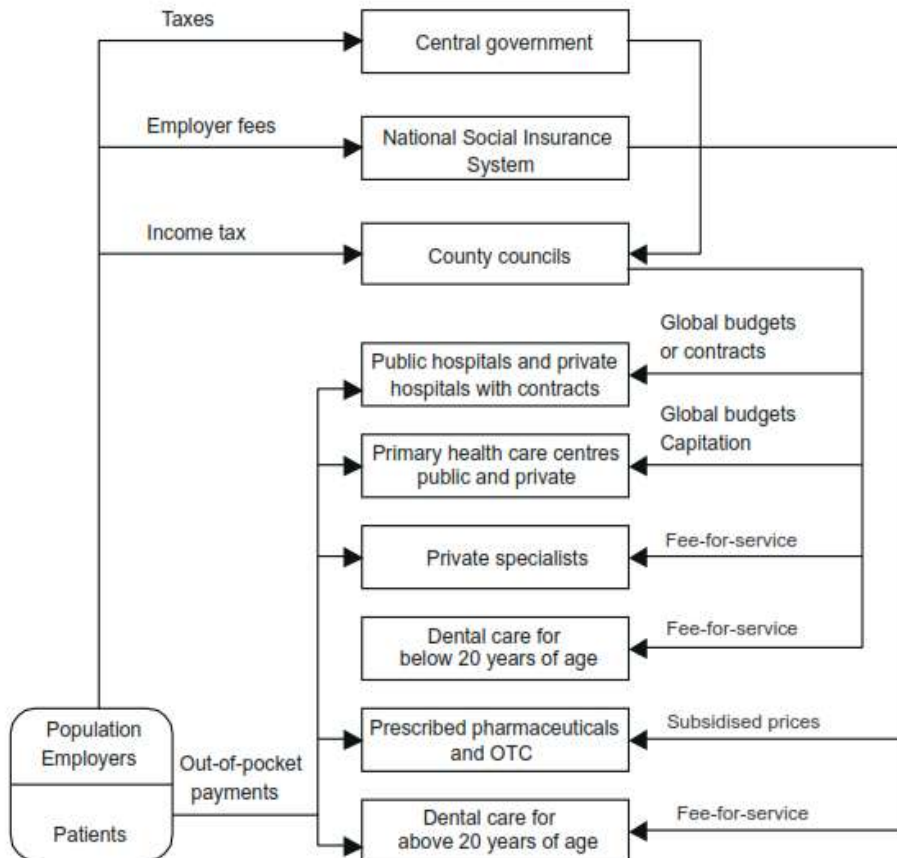 Taxes
Central government
Employer fees
National Social Insurance
System
Income tax
County councils
Global budgets
or contracts
Public hospitals and private
hospitals with contracts
Global budgets
Capitation
Primary health care centres
public and private
Fee-for-service
Private specialists
Fee-for-service
Dental care for
below 20 years of age
Population
Employers
Patients
Out-of-pocket
payments
Prescribed pharmaceuticals
and OTC
Subsidised prices
Dental care for
above 20 years of age
Fee-for-service